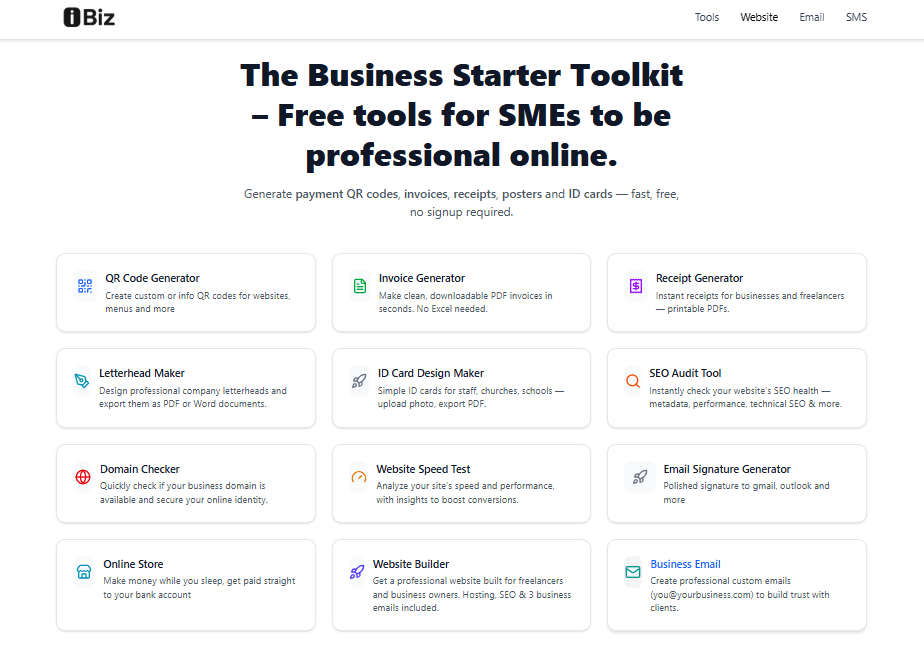 iBiz
Tools Website Email SMS
The Business Starter Toolkit
– Free tools for SMEs to be
professional online.
Generate payment QR codes, invoices, receipts, posters and ID cards — fast, free,
no signup required.
QR Code Generator
Create custom or info QR codes for websites,
menus and more
Invoice Generator
Make clean, downloadable PDF invoices in
seconds. No Excel needed.
Receipt Generator
Instant receipts for businesses and freelancers
— printable PDFs.
Letterhead Maker
Design professional company letterheads and
export them as PDF or Word documents.
ID Card Design Maker
Simple ID cards for staff, churches, schools —
upload photo, export PDF.
SEO Audit Tool
Instantly check your website's SEO health —
metadata, performance, technical SEO & more.
Domain Checker
Quickly check if your business domain is
available and secure your online identity.
Website Speed Test
Analyze your site's speed and performance,
with insights to boost conversions.
Email Signature Generator
Polished signature to gmail, outlook and
more
Online Store
Make money while you sleep, get paid straight
to your bank account
Website Builder
Get a professional website built for freelancers
and business owners. Hosting, SEO & 3 business
emails included.
Business Email
Create professional custom emails
(you@yourbusiness.com) to build trust with
clients.